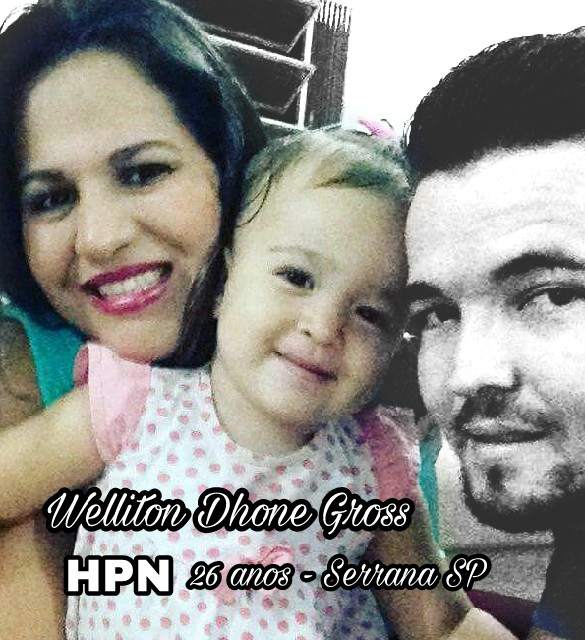 Welliton Dhone Gross
HPN 26 anos - Serrana SP